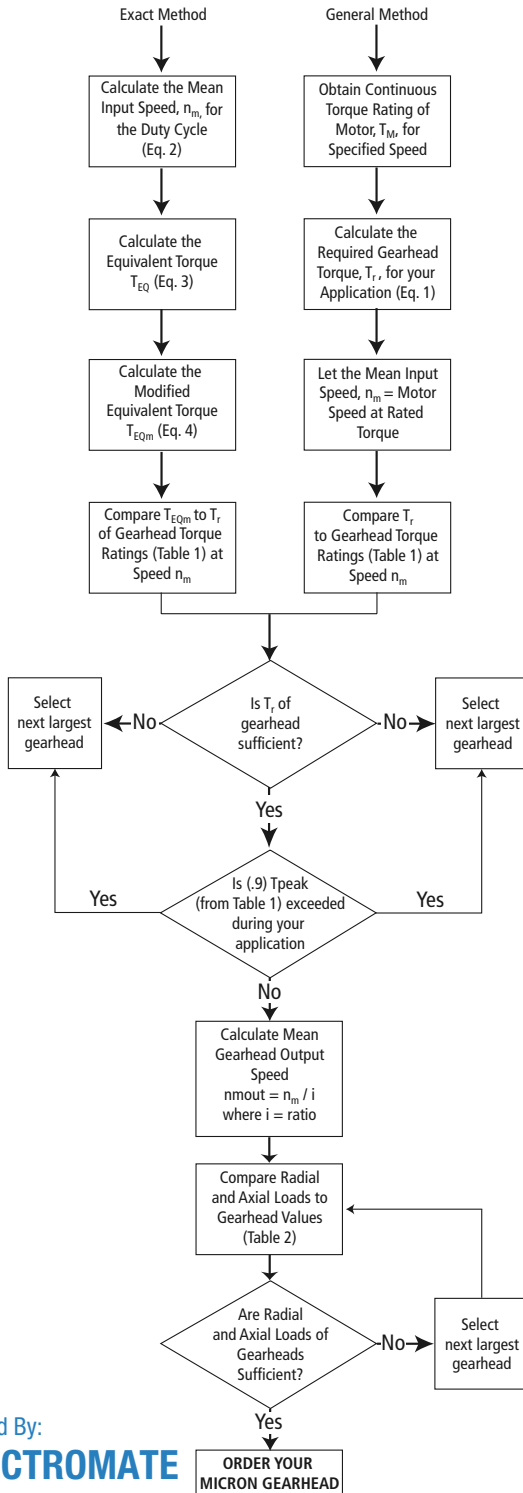 Exact Method
General Method
Calculate the Mean
Input Speed, nm, for
the Duty Cycle
(Eq. 2)
Obtain Continuous
Torque Rating of
Motor, TM, for
Specified Speed
Calculate the
Equivalent Torque
TEQ (Eq. 3)
Calculate the
Required Gearhead
Torque, Tr, for your
Application (Eq. 1)
Calculate the
Modified
Equivalent Torque
TEQm (Eq. 4)
Let the Mean Input
Speed, nm = Motor
Speed at Rated
Torque
Compare TEQm to Tr
of Gearhead Torque
Ratings (Table 1) at
Speed nm
Compare Tr
to Gearhead Torque
Ratings (Table 1) at
Speed nm
Select
next largest
gearhead
No
Is Tr of
gearhead
sufficient?
No
Select
next largest
gearhead
Yes
Yes
Is (.9) Tpeak
(from Table 1) exceeded
during your
application
Yes
No
Calculate Mean
Gearhead Output
Speed
nmout = nm / i
where i = ratio
Compare Radial
and Axial Loads to
Gearhead Values
(Table 2)
Are Radial
and Axial Loads of
Gearheads
Sufficient?
No
Select
next largest
gearhead
Yes
ORDER YOUR
MICRON GEARHEAD
d By:
CTROMATE